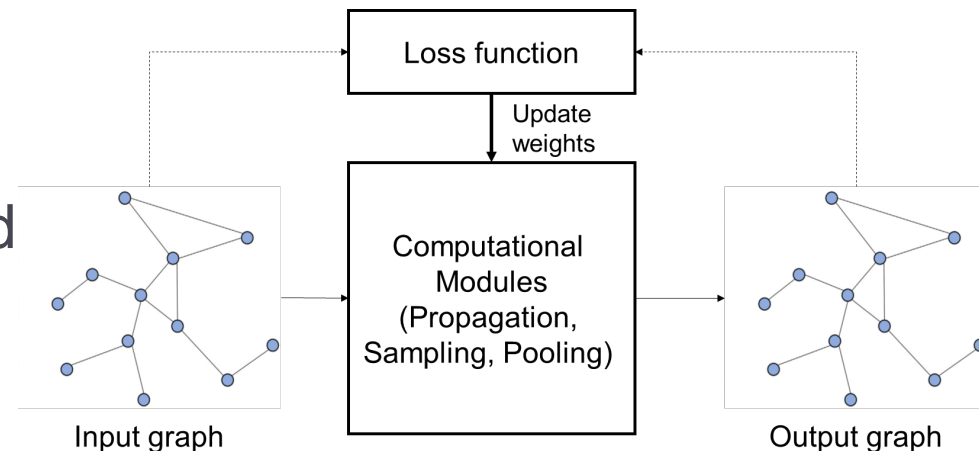 Loss function
Update
weights
d
Computational
Modules
(Propagation,
Sampling, Pooling)
Input graph
Output graph